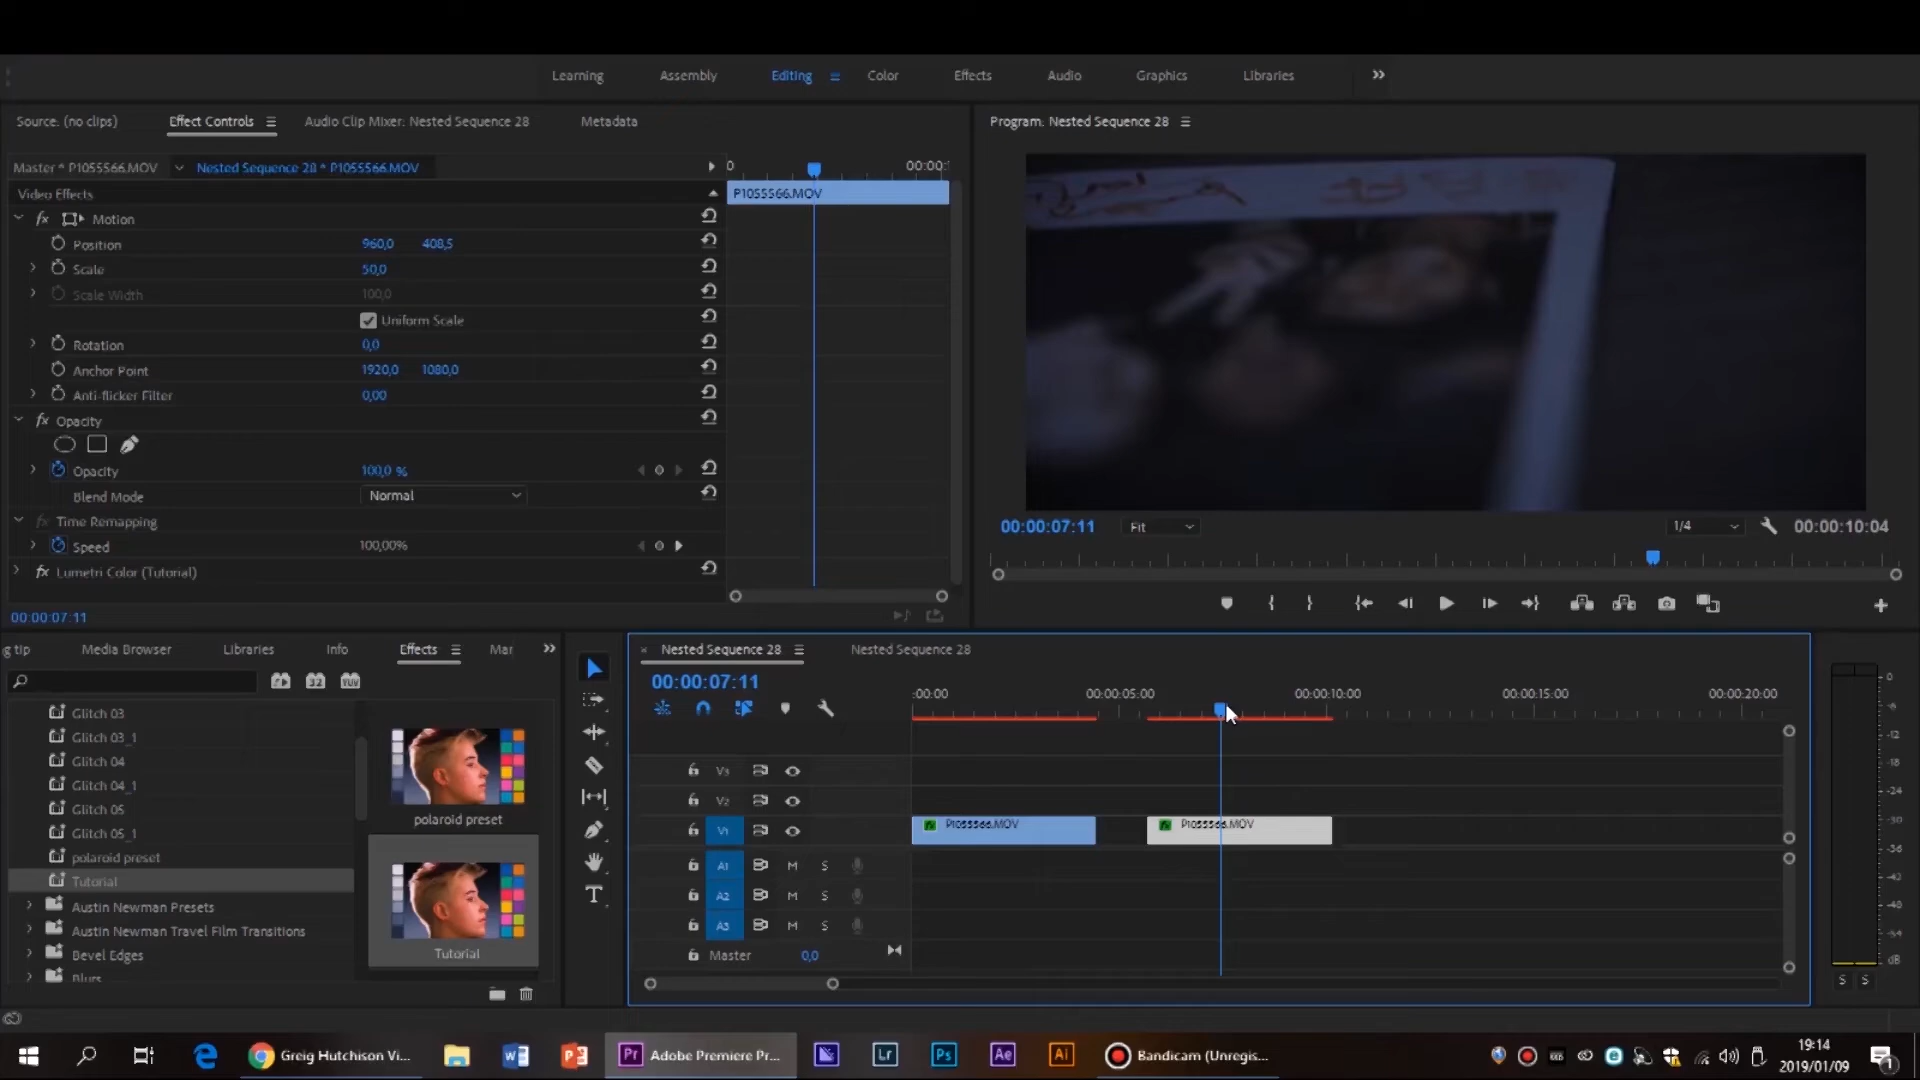 Learning Assembly Editing Color Effects Audio Graphics Libraries
Source: (no clips) Effect Controls Audio Clip Mixer: Nested Sequence 28 Metadata
Program: Nested Sequence 28
Master * P1055566.MOV Nested Sequence 28 * P1055566.MOV
Video Effects
Motion
Position 960,0 408,5
Scale 50,0
Scale Width 100,0
Uniform Scale
Rotation 0,0
Anchor Point 1920,0 1080,0
Anti-flicker Filter 0,00
fx Opacity
Opacity 100,0 %
Blend Mode Normal
Time Remapping
Speed 100,00%
fx Lumetri Color (Tutorial)
00:00:07:11
0 00:00:
P1055566.MOV
00:00:07:11 Fit 1/4 00:00:10:04
g tip Media Browser Libraries Info Effects Mar
Glitch 03
Glitch 03_1
Glitch 04
Glitch 04_1
Glitch 05
Glitch 05_1
polaroid preset
Tutorial
Austin Newman Presets
Austin Newman Travel Film Transitions
Bevel Edges
Blurs
polaroid preset
Tutorial
Nested Sequence 28 Nested Sequence 28
00:00:07:11
:00:00 00:00:05:00 00:00:10:00 00:00:15:00 00:00:20:00
V3
V2
V1 P1055566.MOV P1055566.MOV
A1 M S
A2 M S
A3 M S
Master 0,0
0
-6
-12
-18
-24
-30
-36
-42
-48
-54
dB
S S
Greig Hutchison Vi...
Pr Adobe Premiere Pr...
Lr Ps Ae Ai
Bandicam (Unregis...
19:14
2019/01/09
1